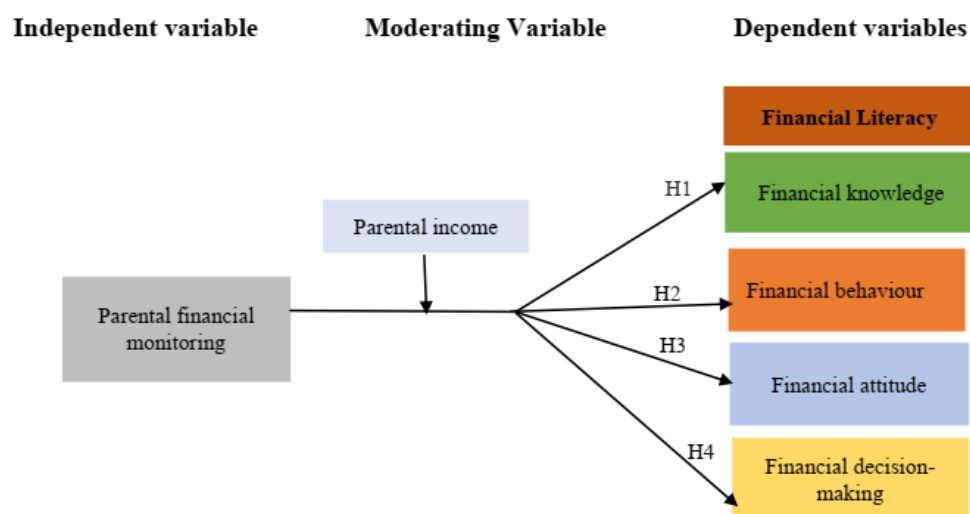 Independent variable
Moderating Variable
Dependent variables
Financial Literacy
H1
Financial knowledge
Parental income
Parental financial
monitoring
H2
Financial behaviour
H3
Financial attitude
H4
Financial decision-
making